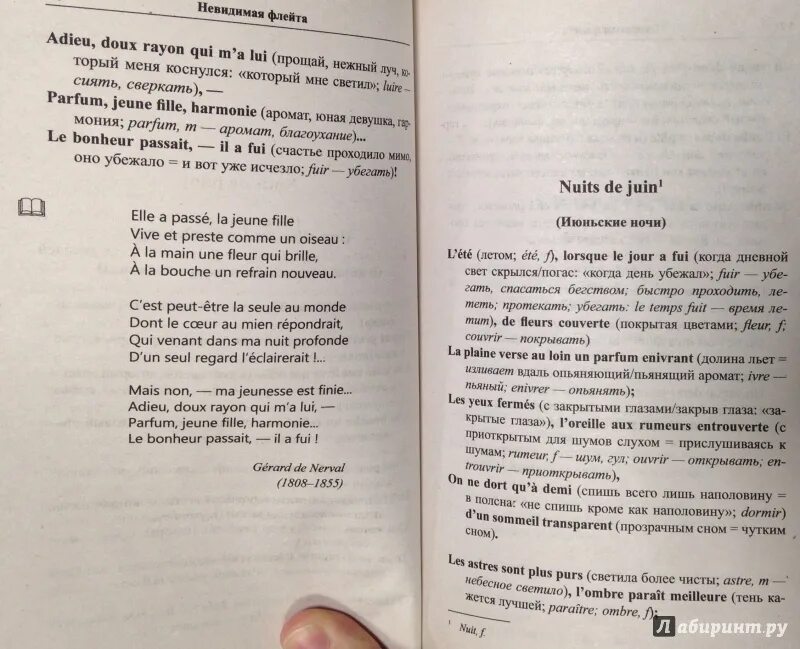 Невидимая флейта
Adieu, doux rayon qui m'a lui (прощай, нежный луч, ко-
торый меня коснулся: «который мне светил»; luire –
сиять, сверкать), —
Parfum, jeune fille, harmonie (аромат, юная девушка, гар-
мония; parfum, m — аромат, благоухание)...
Le bonheur passait, — il a fui (счастье проходило мимо,
оно убежало = и вот уже исчезло; fuir — убегать)!
Elle a passé, la jeune fille
Vive et preste comme un oiseau :
À la main une fleur qui brille,
À la bouche un refrain nouveau.
C'est peut-être la seule au monde
Dont le cœur au mien répondrait,
Qui venant dans ma nuit profonde
D'un seul regard l'éclairerait !...
Mais non, — ma jeunesse est finie...
Adieu, doux rayon qui m'a lui, —
Parfum, jeune fille, harmonie...
Le bonheur passait, — il a fui !
Gérard de Nerval
(1808–1855)
Nuits de juin¹
(Июньские ночи)
L'été (летом; été, f), lorsque le jour a fui (когда дневной
свет скрылся/погас: «когда день убежал»; fuir — убе-
гать, спасаться бегством; быстро проходить, ле-
теть; протекать; убегать: le temps fuit — время ле-
тит), de fleurs couverte (покрытая цветами; fleur, f;
couvrir — покрывать)
La plaine verse au loin un parfum enivrant (долина льет =
изливает вдаль опьяняющий/пьянящий аромат; ivre —
пьяный; enivrer — опьянять);
Les yeux fermés (с закрытыми глазами/закрыв глаза: «за-
крытые глаза»), l'oreille aux rumeurs entrouverte (с
приоткрытым для шумов слухом = прислушиваясь к
шумам; rumeur, f — шум, гул; ouvrir — открывать; en-
trouvrir — приоткрывать),
On ne dort qu'à demi (спишь всего лишь наполовину =
в полсна: «не спишь кроме как наполовину»; dormir)
d'un sommeil transparent (прозрачным сном = чутким
сном).
Les astres sont plus purs (светила более чисты; astre, m —
небесное светило), l'ombre paraît meilleure (тень ка-
жется лучшей; paraître; ombre, f);
¹ Nuit, f.
Лабиринт.ру